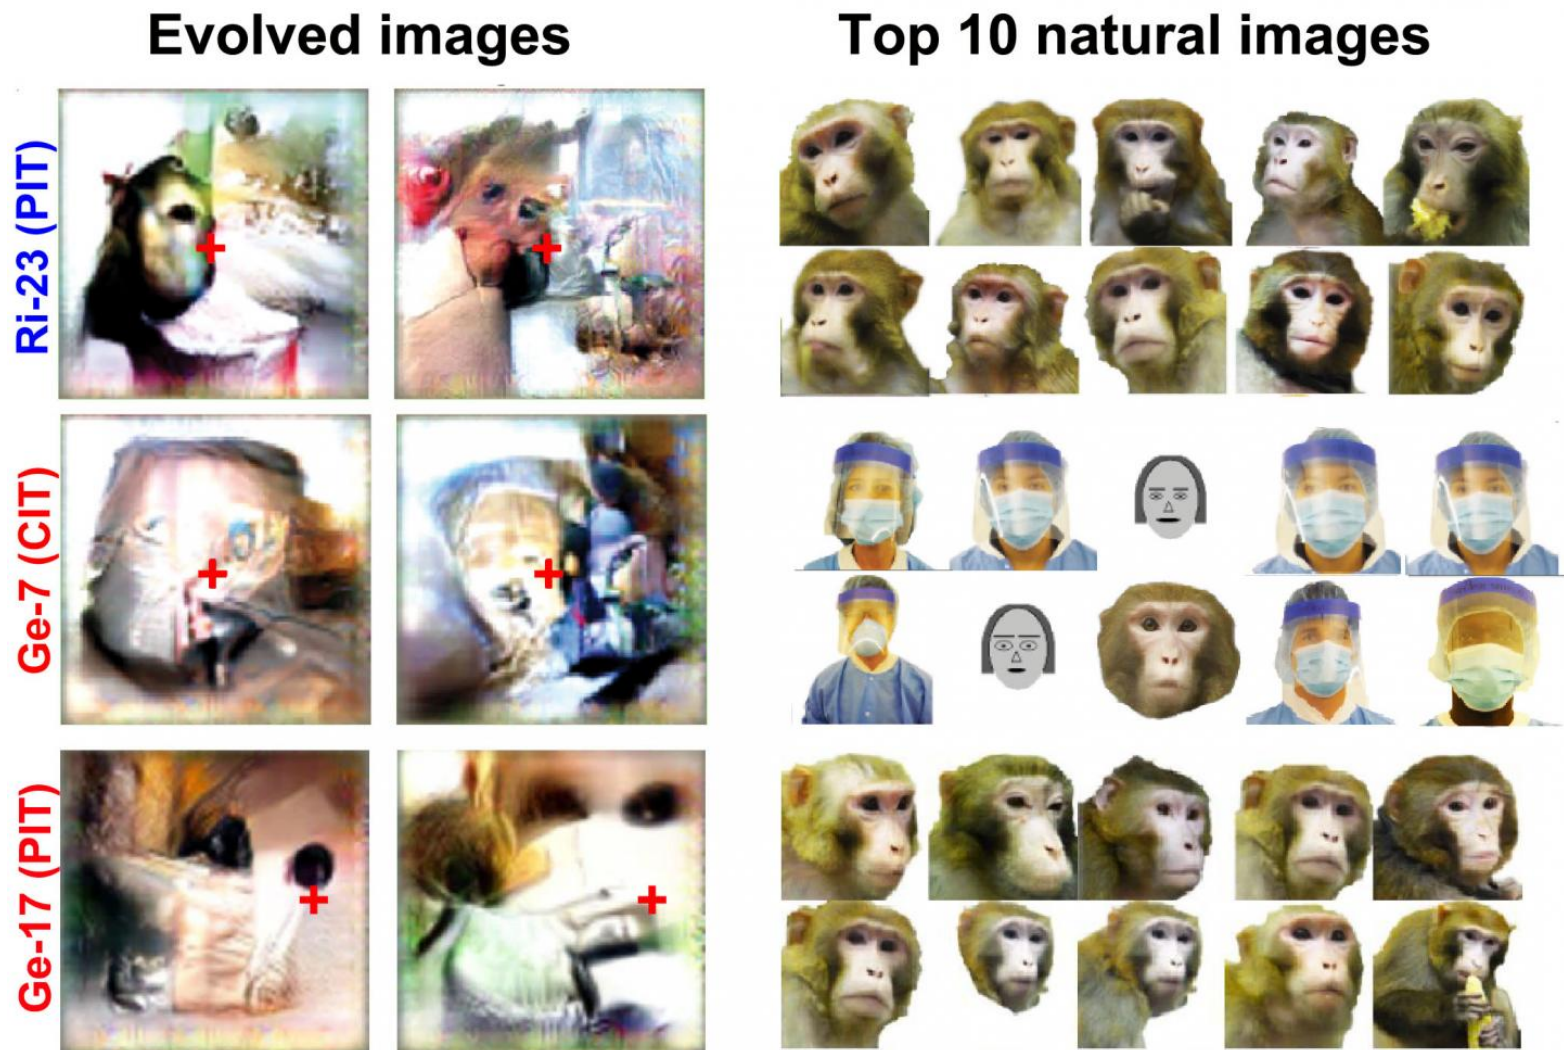 Evolved images
Top 10 natural images
Ri-23 (PIT)
Ge-7 (CIT)
Ge-17 (PIT)